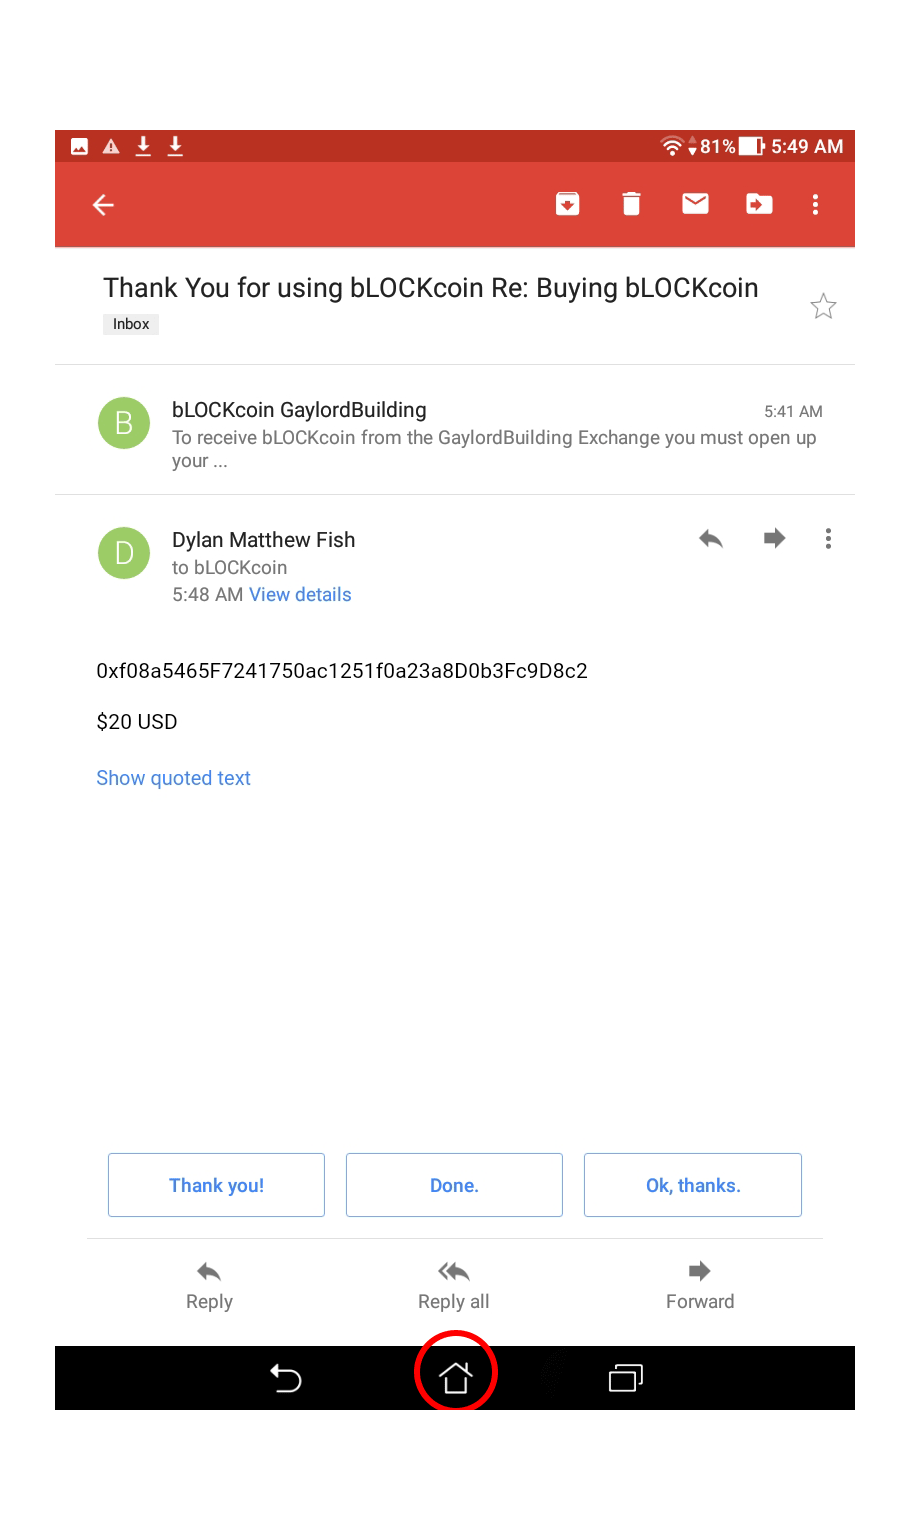 81% 5:49 AM
Thank You for using bLOCKcoin Re: Buying bLOCKcoin
Inbox
B
bLOCKcoin GaylordBuilding
5:41 AM
To receive bLOCKcoin from the GaylordBuilding Exchange you must open up
your ...
D
Dylan Matthew Fish
to bLOCKcoin
5:48 AM View details
0xf08a5465F7241750ac1251f0a23a8D0b3Fc9D8c2
$20 USD
Show quoted text
Thank you!
Done.
Ok, thanks.
Reply
Reply all
Forward